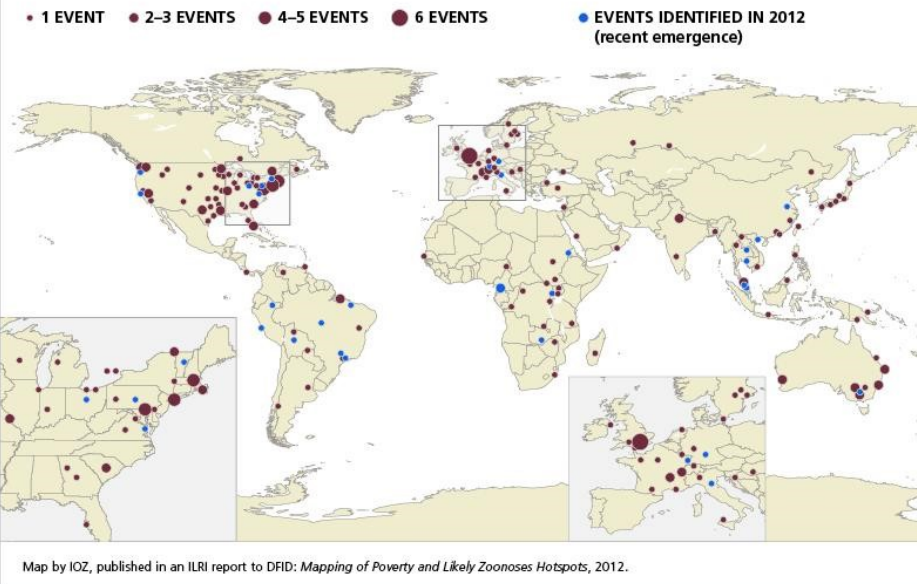 1 EVENT 2–3 EVENTS 4–5 EVENTS 6 EVENTS EVENTS IDENTIFIED IN 2012
(recent emergence)
Map by IOZ, published in an ILRI report to DFID: Mapping of Poverty and Likely Zoonoses Hotspots, 2012.